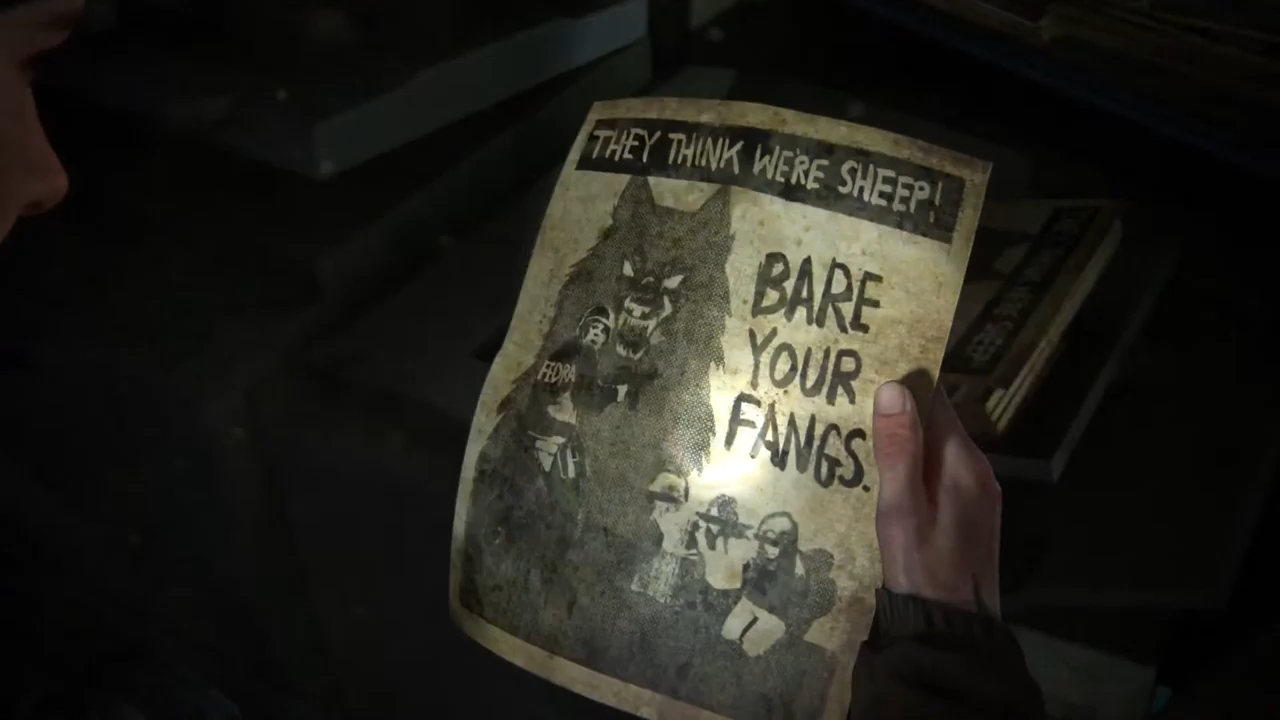 THEY THINK WE'RE SHEEP!
BARE
YOUR
FANGS.
FEDRA